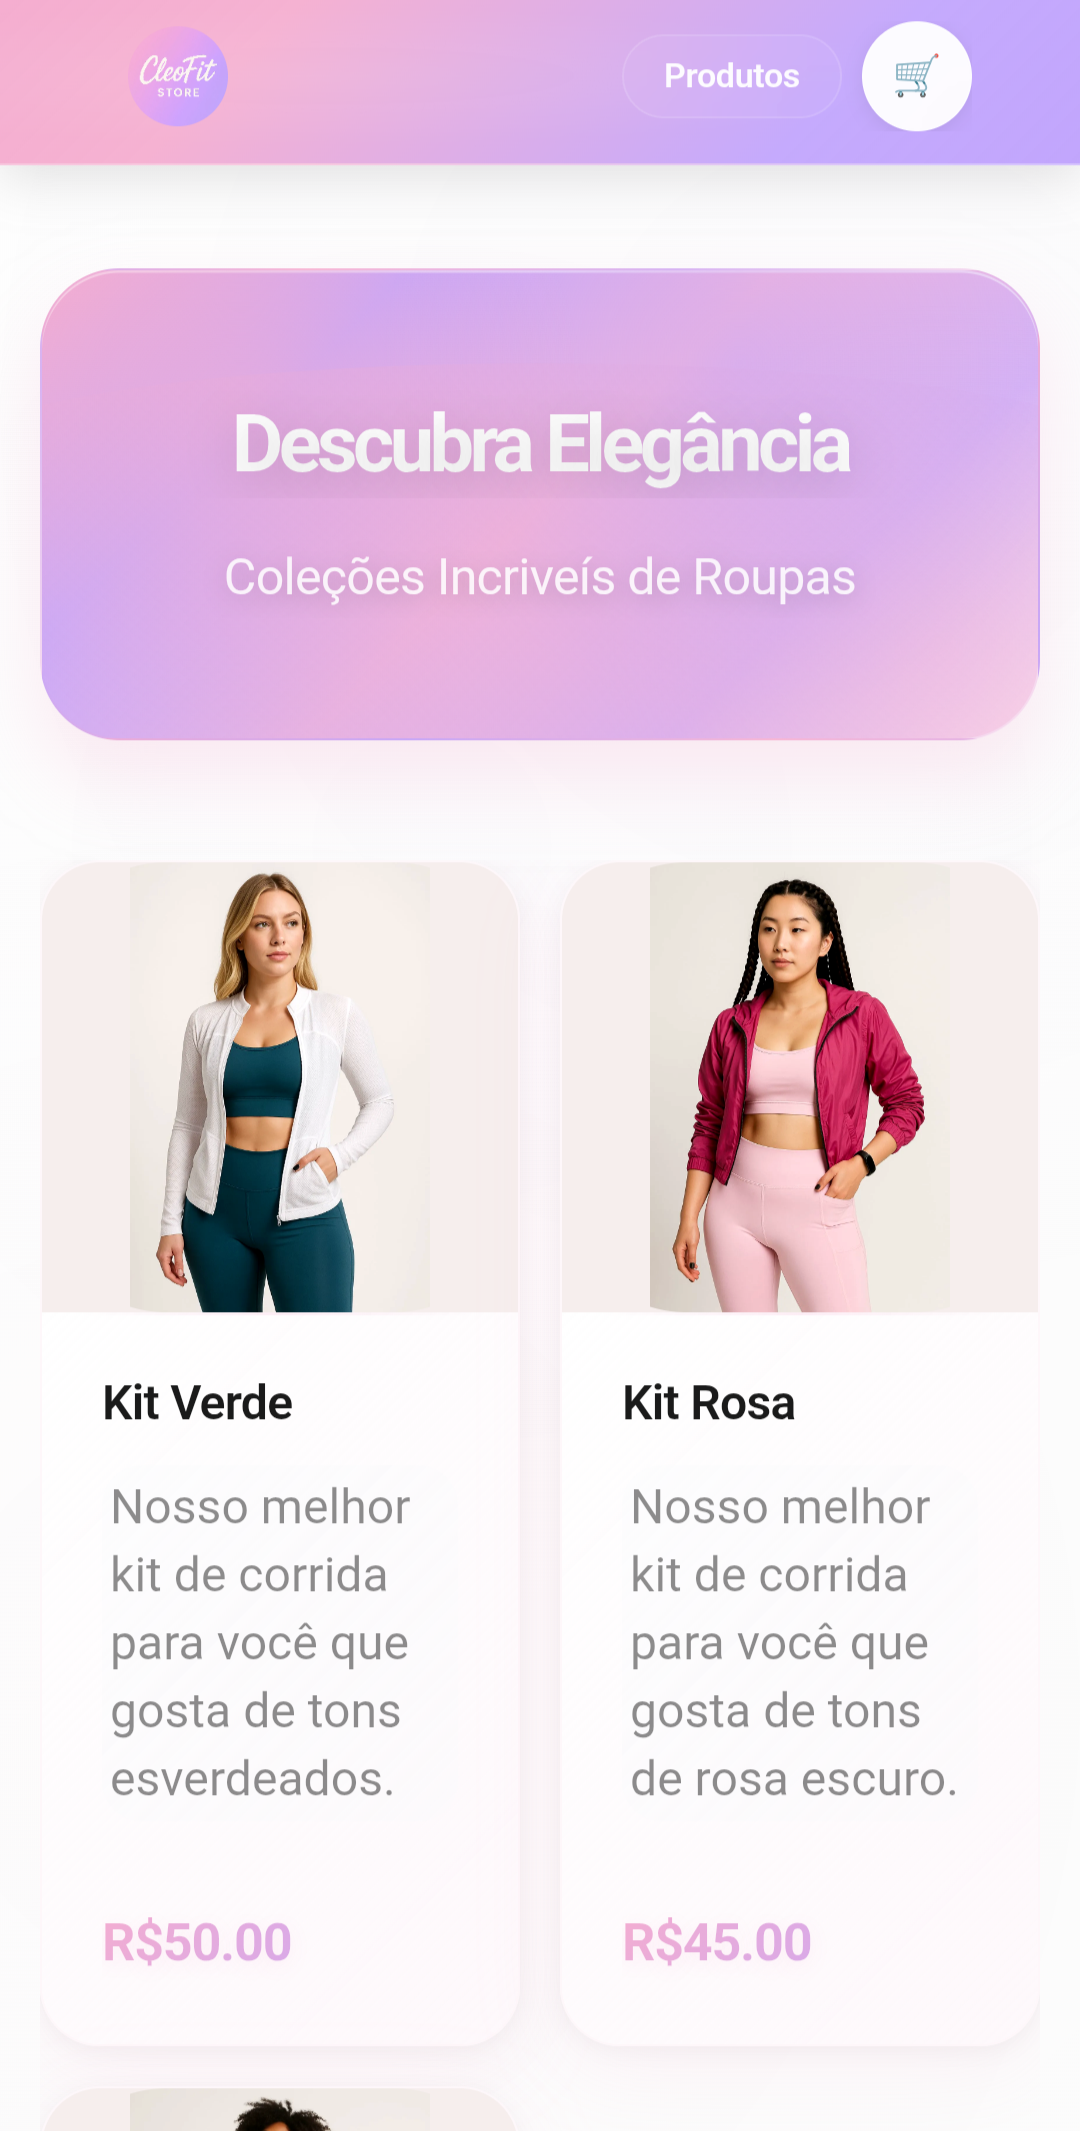 CleoFit
STORE
Produtos
Descubra Elegância
Coleções Incriveís de Roupas
Kit Verde
Nosso melhor
kit de corrida
para você que
gosta de tons
esverdeados.
R$50.00
Kit Rosa
Nosso melhor
kit de corrida
para você que
gosta de tons
de rosa escuro.
R$45.00